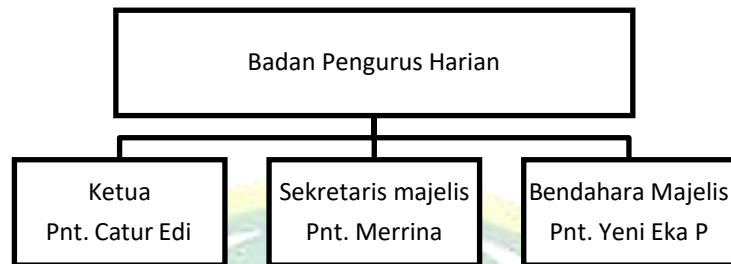 Badan Pengurus Harian
Ketua
Pnt. Catur Edi
Sekretaris majelis
Pnt. Merrina
Bendahara Majelis
Pnt. Yeni Eka P